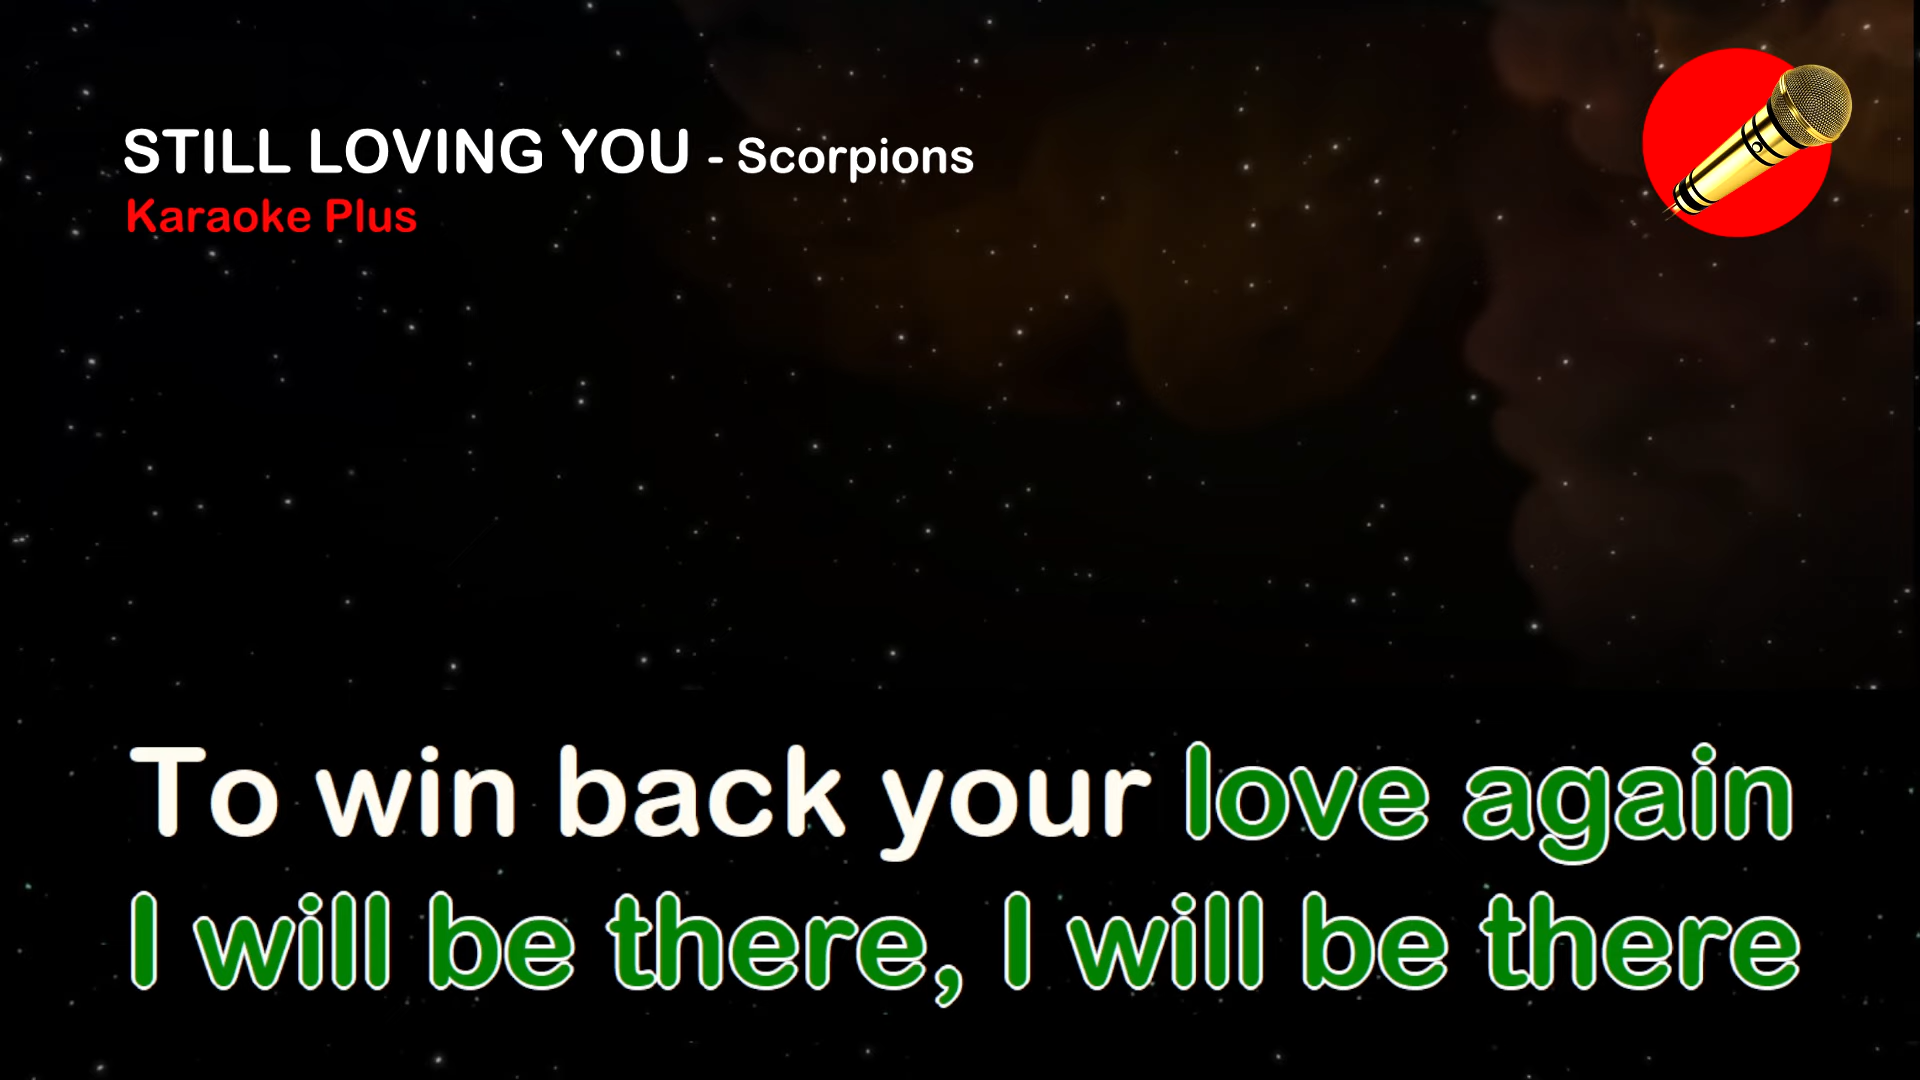 STILL LOVING YOU - Scorpions
Karaoke Plus
To win back your love again
I will be there, I will be there